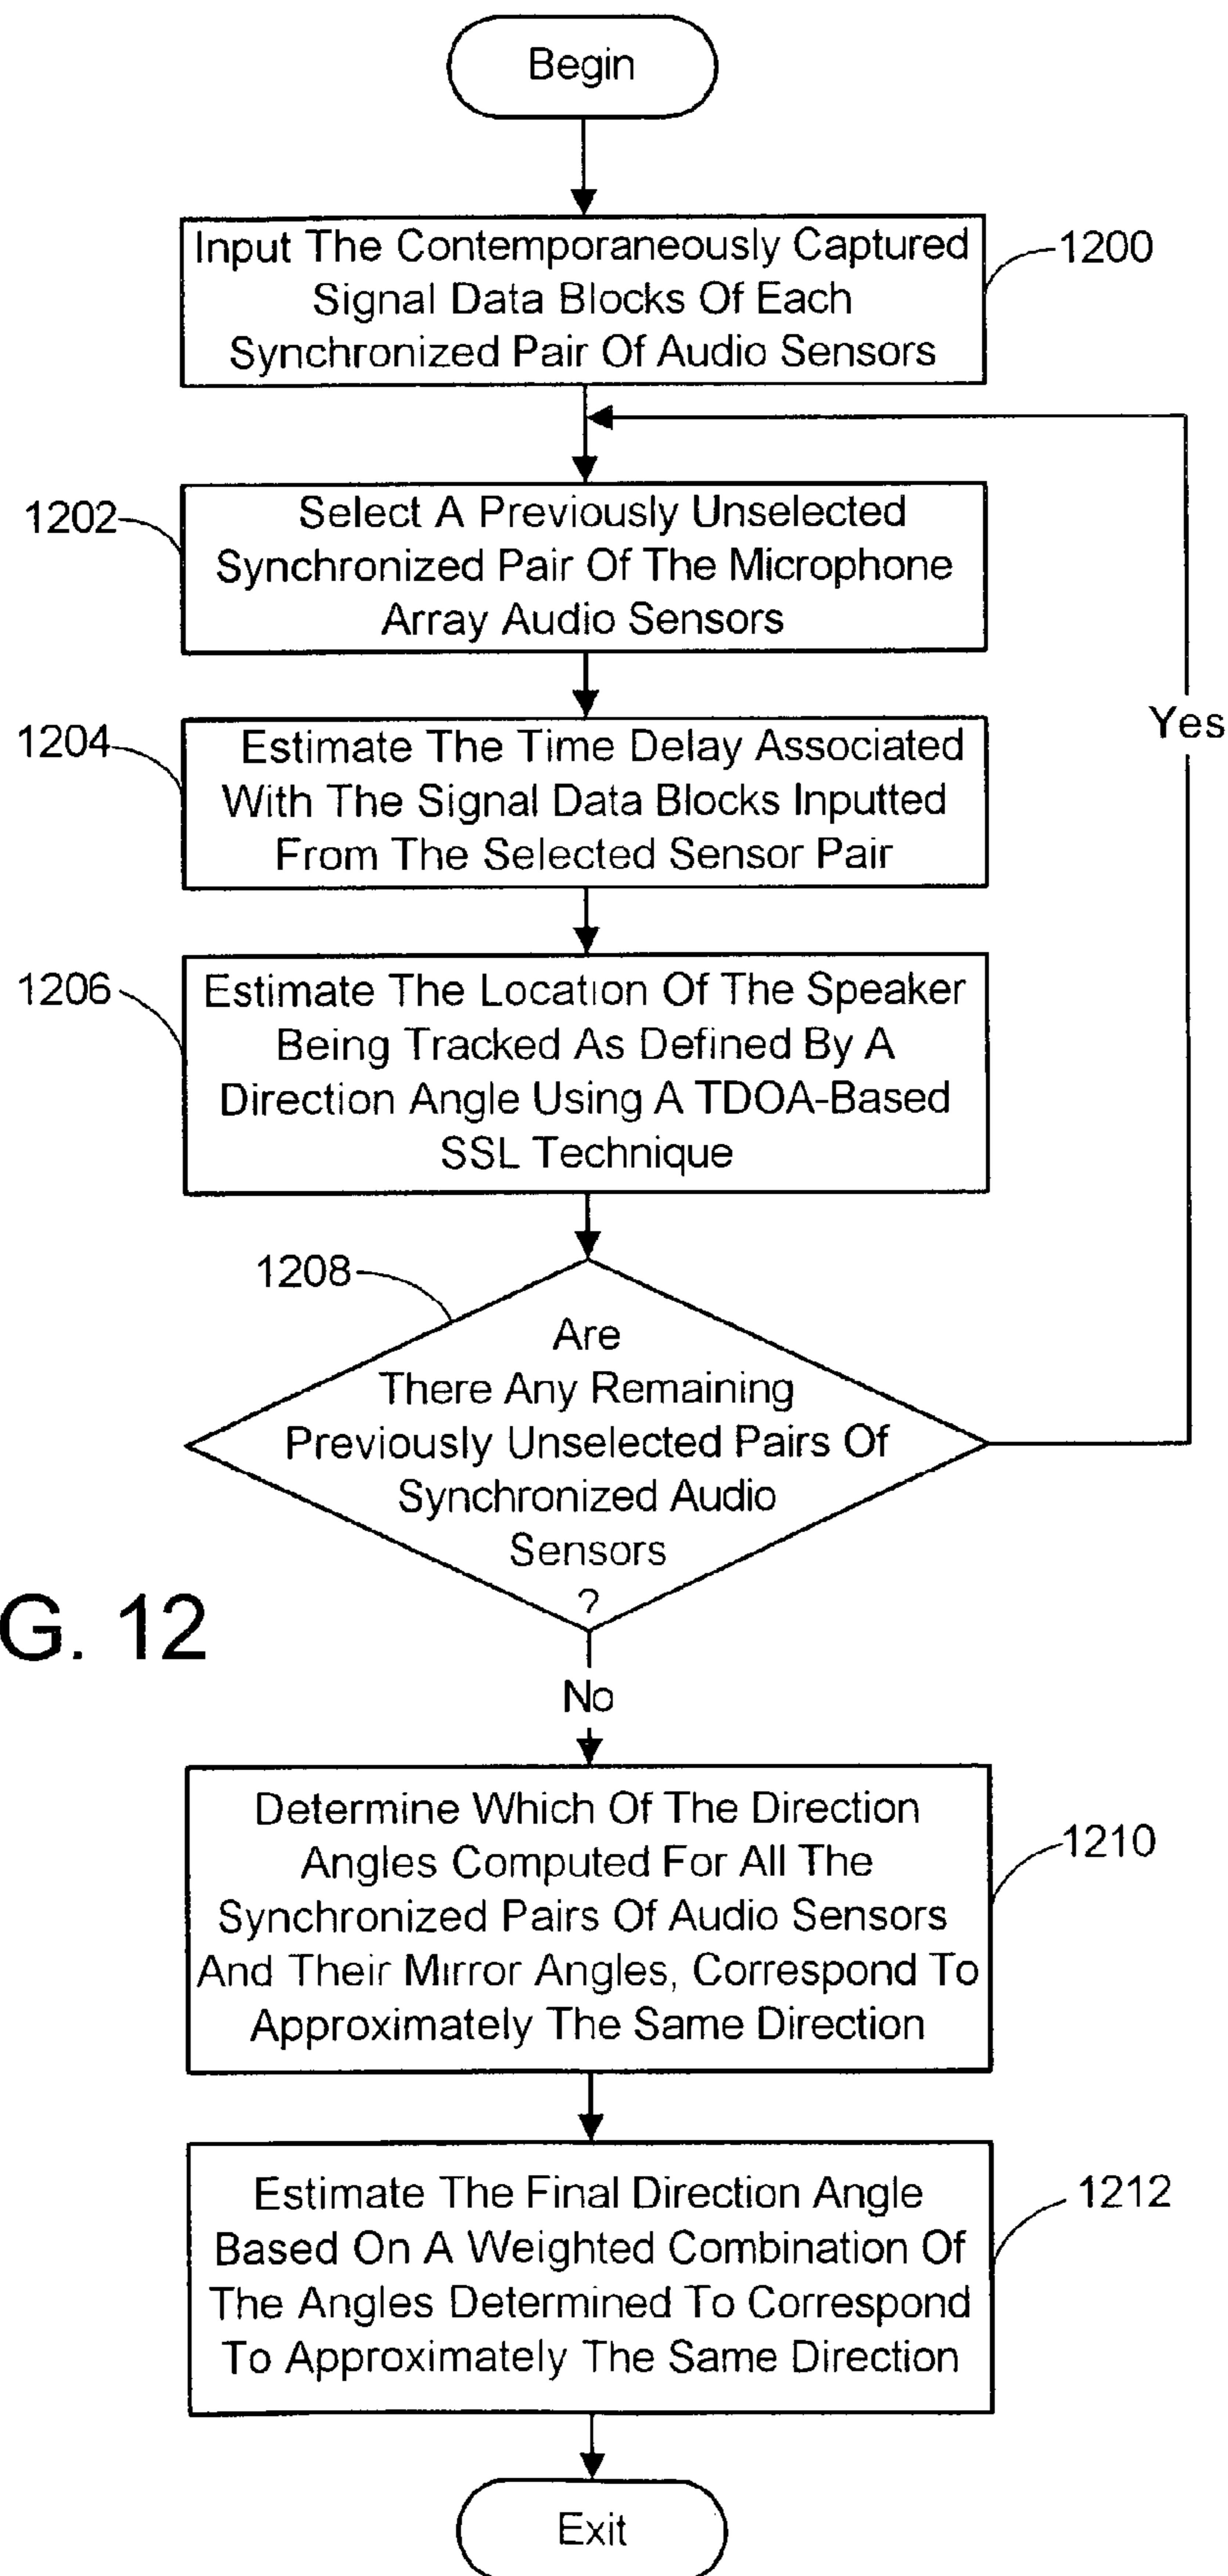 Begin
Input The Contemporaneously Captured
Signal Data Blocks Of Each
Synchronized Pair Of Audio Sensors
1200
1202
Select A Previously Unselected
Synchronized Pair Of The Microphone
Array Audio Sensors
Yes
1204
Estimate The Time Delay Associated
With The Signal Data Blocks Inputted
From The Selected Sensor Pair
1206
Estimate The Location Of The Speaker
Being Tracked As Defined By A
Direction Angle Using A TDOA-Based
SSL Technique
1208
Are
There Any Remaining
Previously Unselected Pairs Of
Synchronized Audio
Sensors
?
G. 12
No
Determine Which Of The Direction
Angles Computed For All The
Synchronized Pairs Of Audio Sensors
And Their Mirror Angles, Correspond To
Approximately The Same Direction
1210
Estimate The Final Direction Angle
Based On A Weighted Combination Of
The Angles Determined To Correspond
To Approximately The Same Direction
1212
Exit